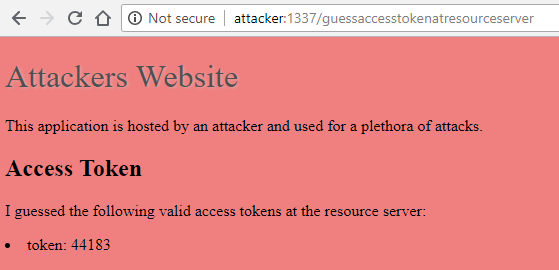 Not secure | attacker:1337/guessaccesstokenatresourceserver
Attackers Website
This application is hosted by an attacker and used for a plethora of attacks.
Access Token
I guessed the following valid access tokens at the resource server:
• token: 44183